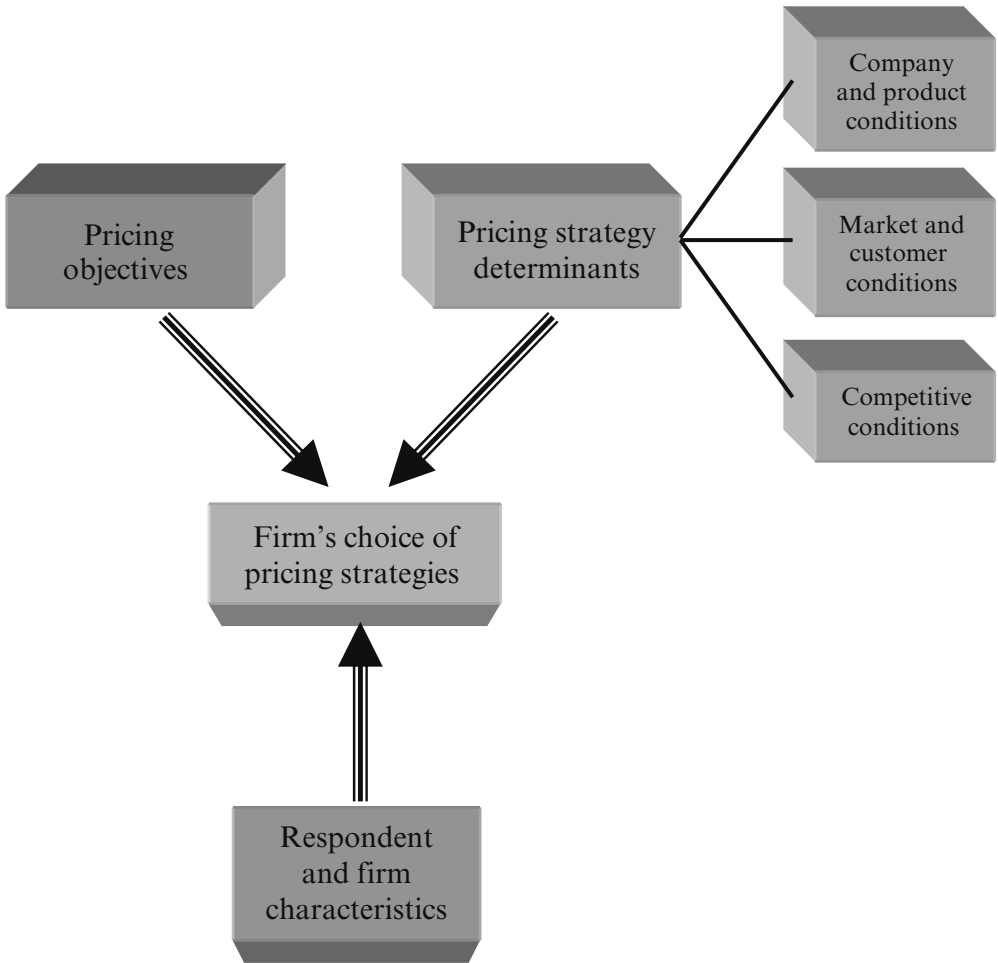 Company
and product
conditions
Pricing
objectives
Pricing strategy
determinants
Market and
customer
conditions
Competitive
conditions
Firm’s choice of
pricing strategies
Respondent
and firm
characteristics